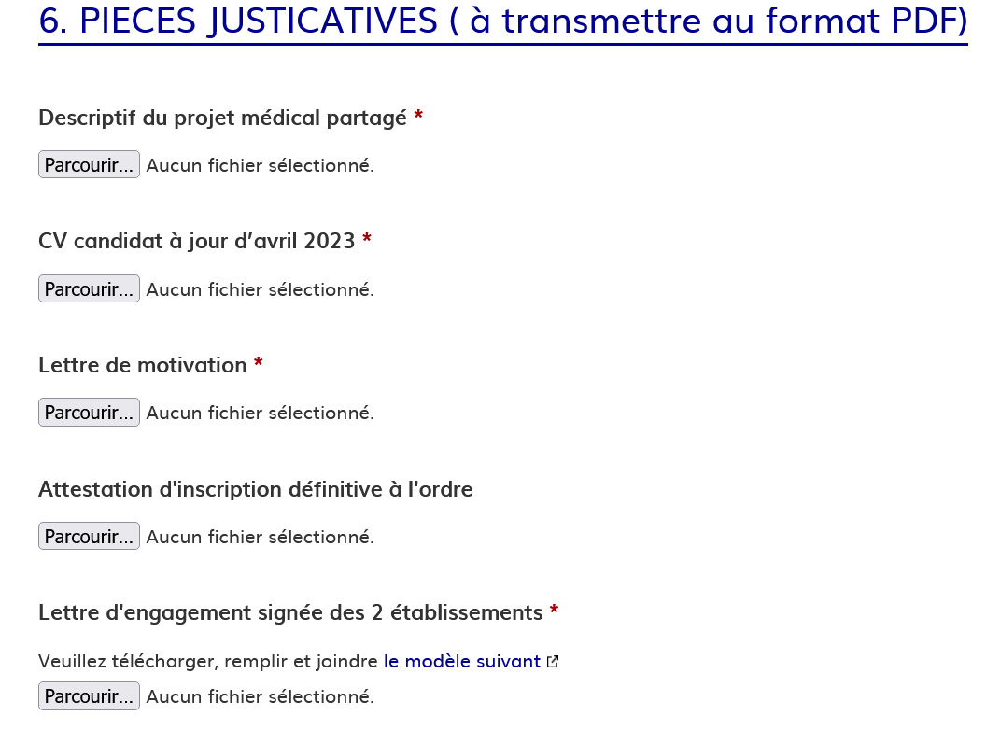 6. PIECES JUSTICATIVES ( à transmettre au format PDF)
Descriptif du projet médical partagé *
Parcourir... Aucun fichier sélectionné.
CV candidat à jour d’avril 2023 *
Parcourir... Aucun fichier sélectionné.
Lettre de motivation *
Parcourir... Aucun fichier sélectionné.
Attestation d'inscription définitive à l'ordre
Parcourir... Aucun fichier sélectionné.
Lettre d'engagement signée des 2 établissements *
Veuillez télécharger, remplir et joindre le modèle suivant
Parcourir... Aucun fichier sélectionné.